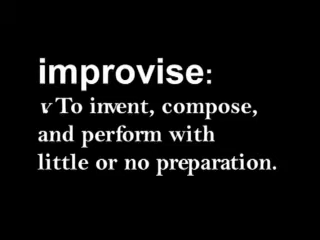 improvise:
v. To invent, compose,
and perform with
little or no preparation.